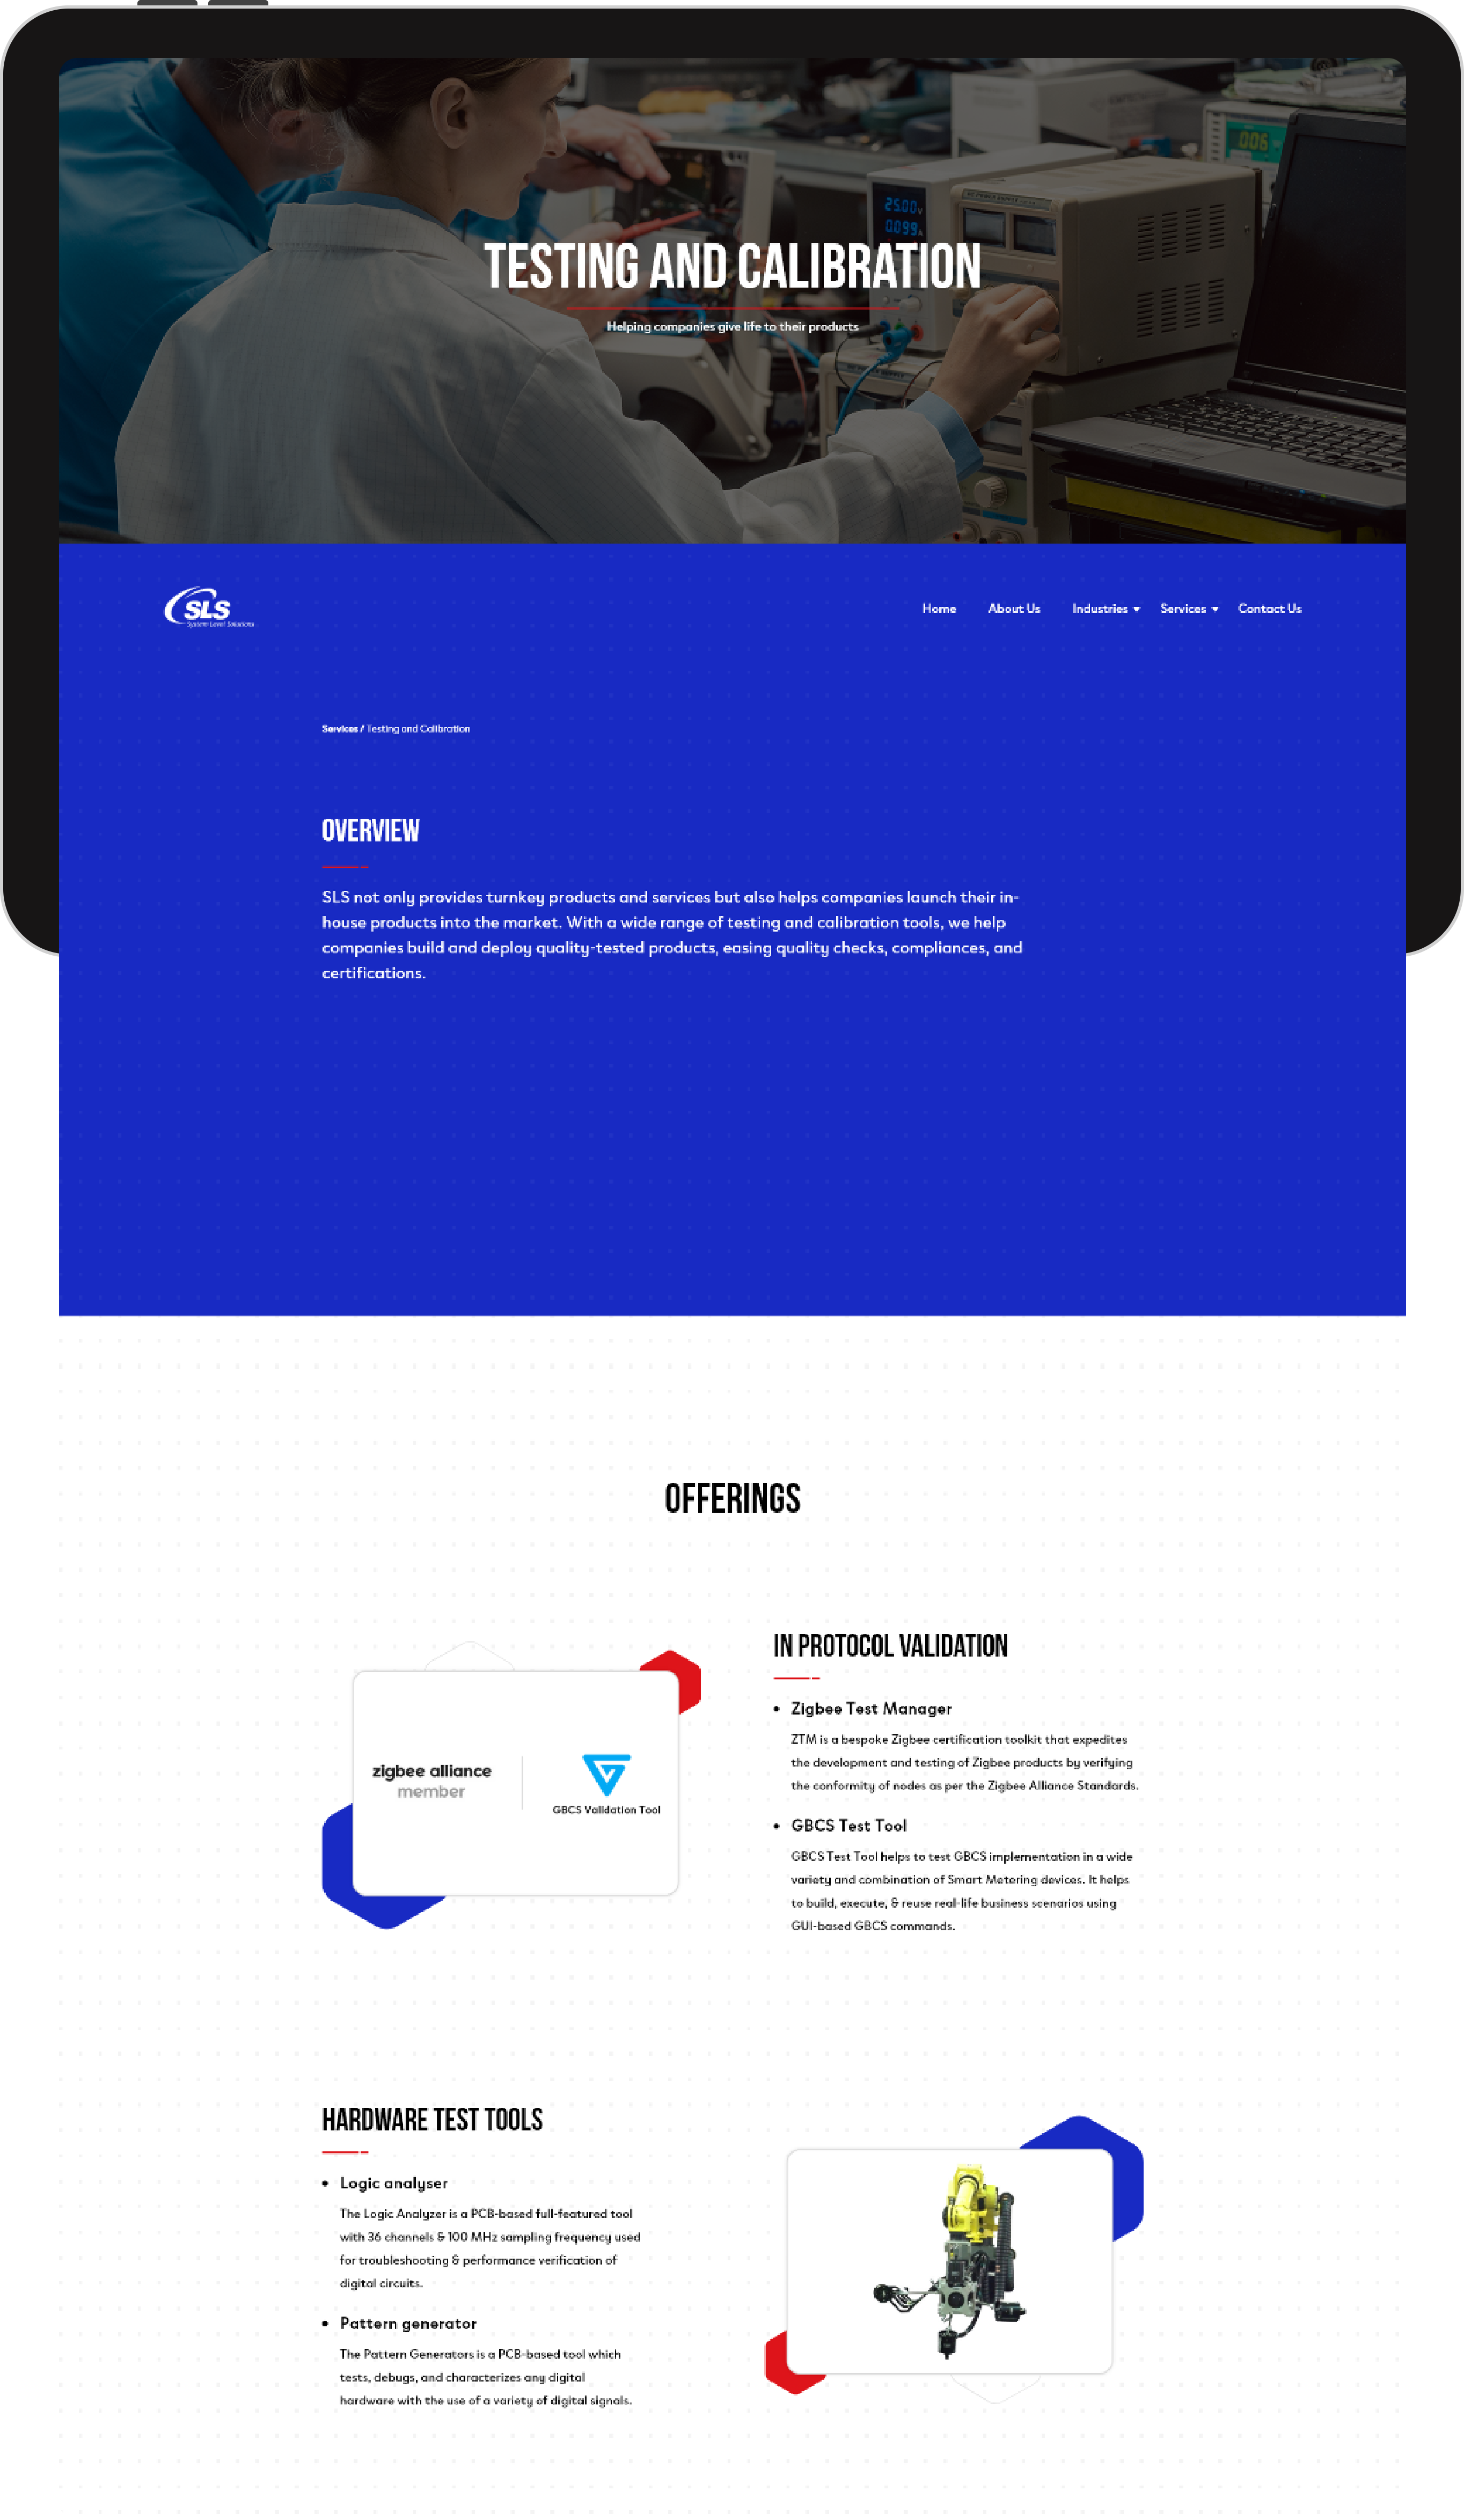 006
25.00v
0.099A
TESTING AND CALIBRATION
Helping companies give life to their products
SLS
System Level Solutions
Home
About Us
Industries
Services
Contact Us
Services / Testing and Calibration
OVERVIEW
SLS not only provides turnkey products and services but also helps companies launch their in-
house products into the market. With a wide range of testing and calibration tools, we help
companies build and deploy quality-tested products, easing quality checks, compliances, and
certifications.
OFFERINGS
zigbee alliance
member
GBCS Validation Tool
IN PROTOCOL VALIDATION
• Zigbee Test Manager
ZTM is a bespoke Zigbee certification toolkit that expedites
the development and testing of Zigbee products by verifying
the conformity of nodes as per the Zigbee Alliance Standards.
• GBCS Test Tool
GBCS Test Tool helps to test GBCS implementation in a wide
variety and combination of Smart Metering devices. It helps
to build, execute, & reuse real-life business scenarios using
GUI-based GBCS commands.
HARDWARE TEST TOOLS
• Logic analyser
The Logic Analyzer is a PCB-based full-featured tool
with 36 channels & 100 MHz sampling frequency used
for troubleshooting & performance verification of
digital circuits.
• Pattern generator
The Pattern Generators is a PCB-based tool which
tests, debugs, and characterizes any digital
hardware with the use of a variety of digital signals.